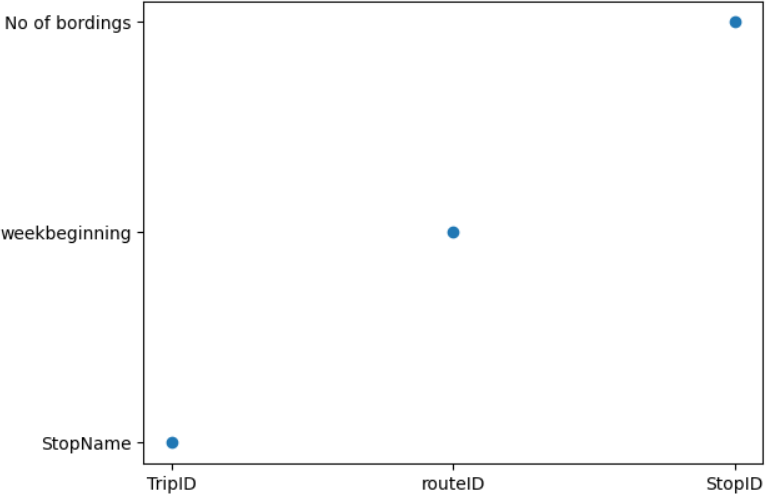 No of bordings
weekbeginning
StopName
TripID
routeID
StopID